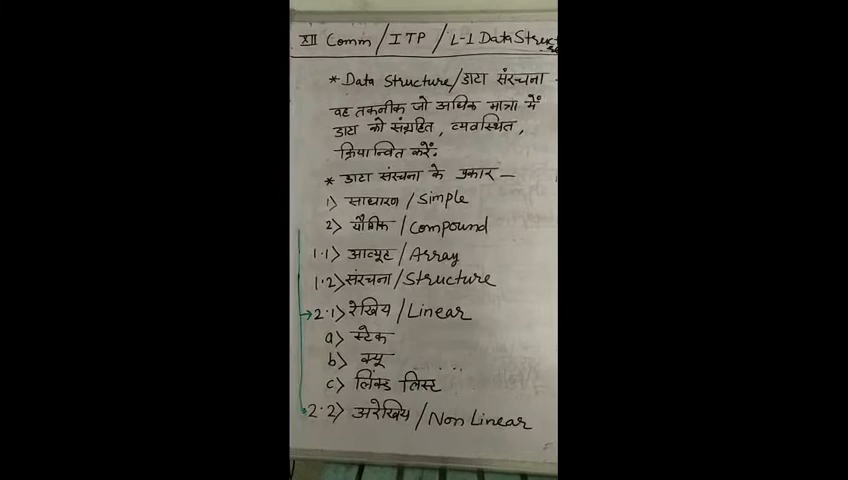 XII Comm / ITP / L-1 Data Structure
* Data Structure/डाटा संरचना -
वह तकनीक जो अधिक मात्रा में
डाटा को संग्रहित, व्यवस्थित,
क्रियान्वित करें.
* डाटा संरचना के प्रकार —
1) साधारण / Simple
2) यौगिक / Compound
1.1) आव्यूह / Array
1.2) संरचना / Structure
2.1) रेखिय / Linear
a) स्टेक
b) क्यू
c) लिंक्ड लिस्ट
2.2) अरेखिय / Non Linear